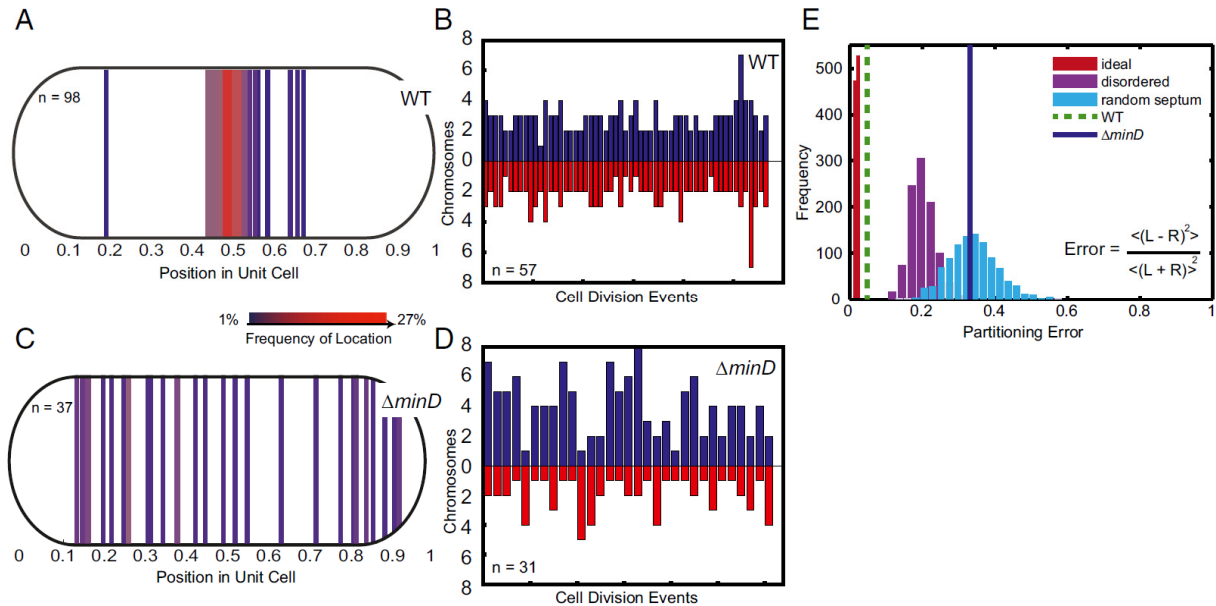 A
n = 98
WT
0 0.1 0.2 0.3 0.4 0.5 0.6 0.7 0.8 0.9 1
Position in Unit Cell
1% 27%
Frequency of Location
B
8
6
4
2
0
2
4
6
8
Chromosomes
WT
n = 57
Cell Division Events
C
n = 37
ΔminD
0 0.1 0.2 0.3 0.4 0.5 0.6 0.7 0.8 0.9 1
Position in Unit Cell
D
8
6
4
2
0
2
4
6
8
Chromosomes
ΔminD
n = 31
Cell Division Events
E
500
400
300
200
100
0
Frequency
ideal
disordered
random septum
WT
ΔminD
Error = <(L - R)²> / <(L + R)>²
0 0.2 0.4 0.6 0.8 1
Partitioning Error